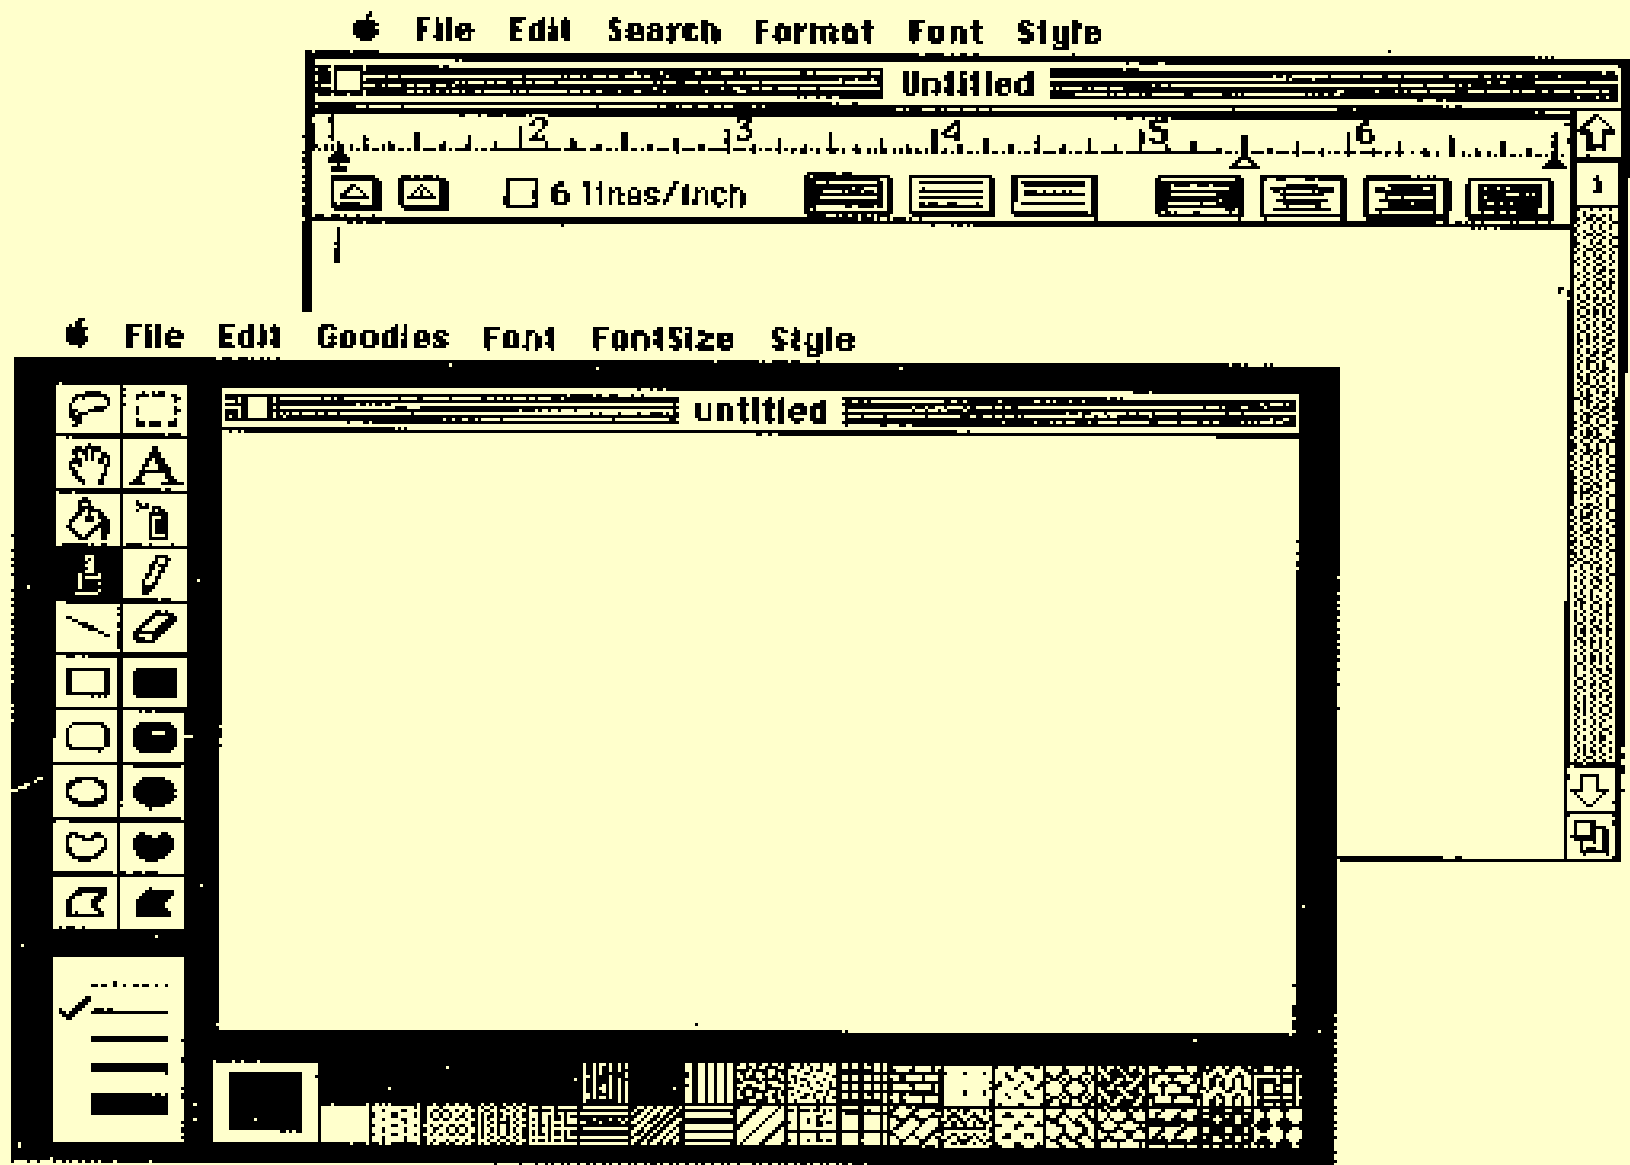 File Edit Search Format Font Style
Untitled
1 2 3 4 5 6
6 lines/inch
File Edit Goodies Font FontSize Style
untitled
A